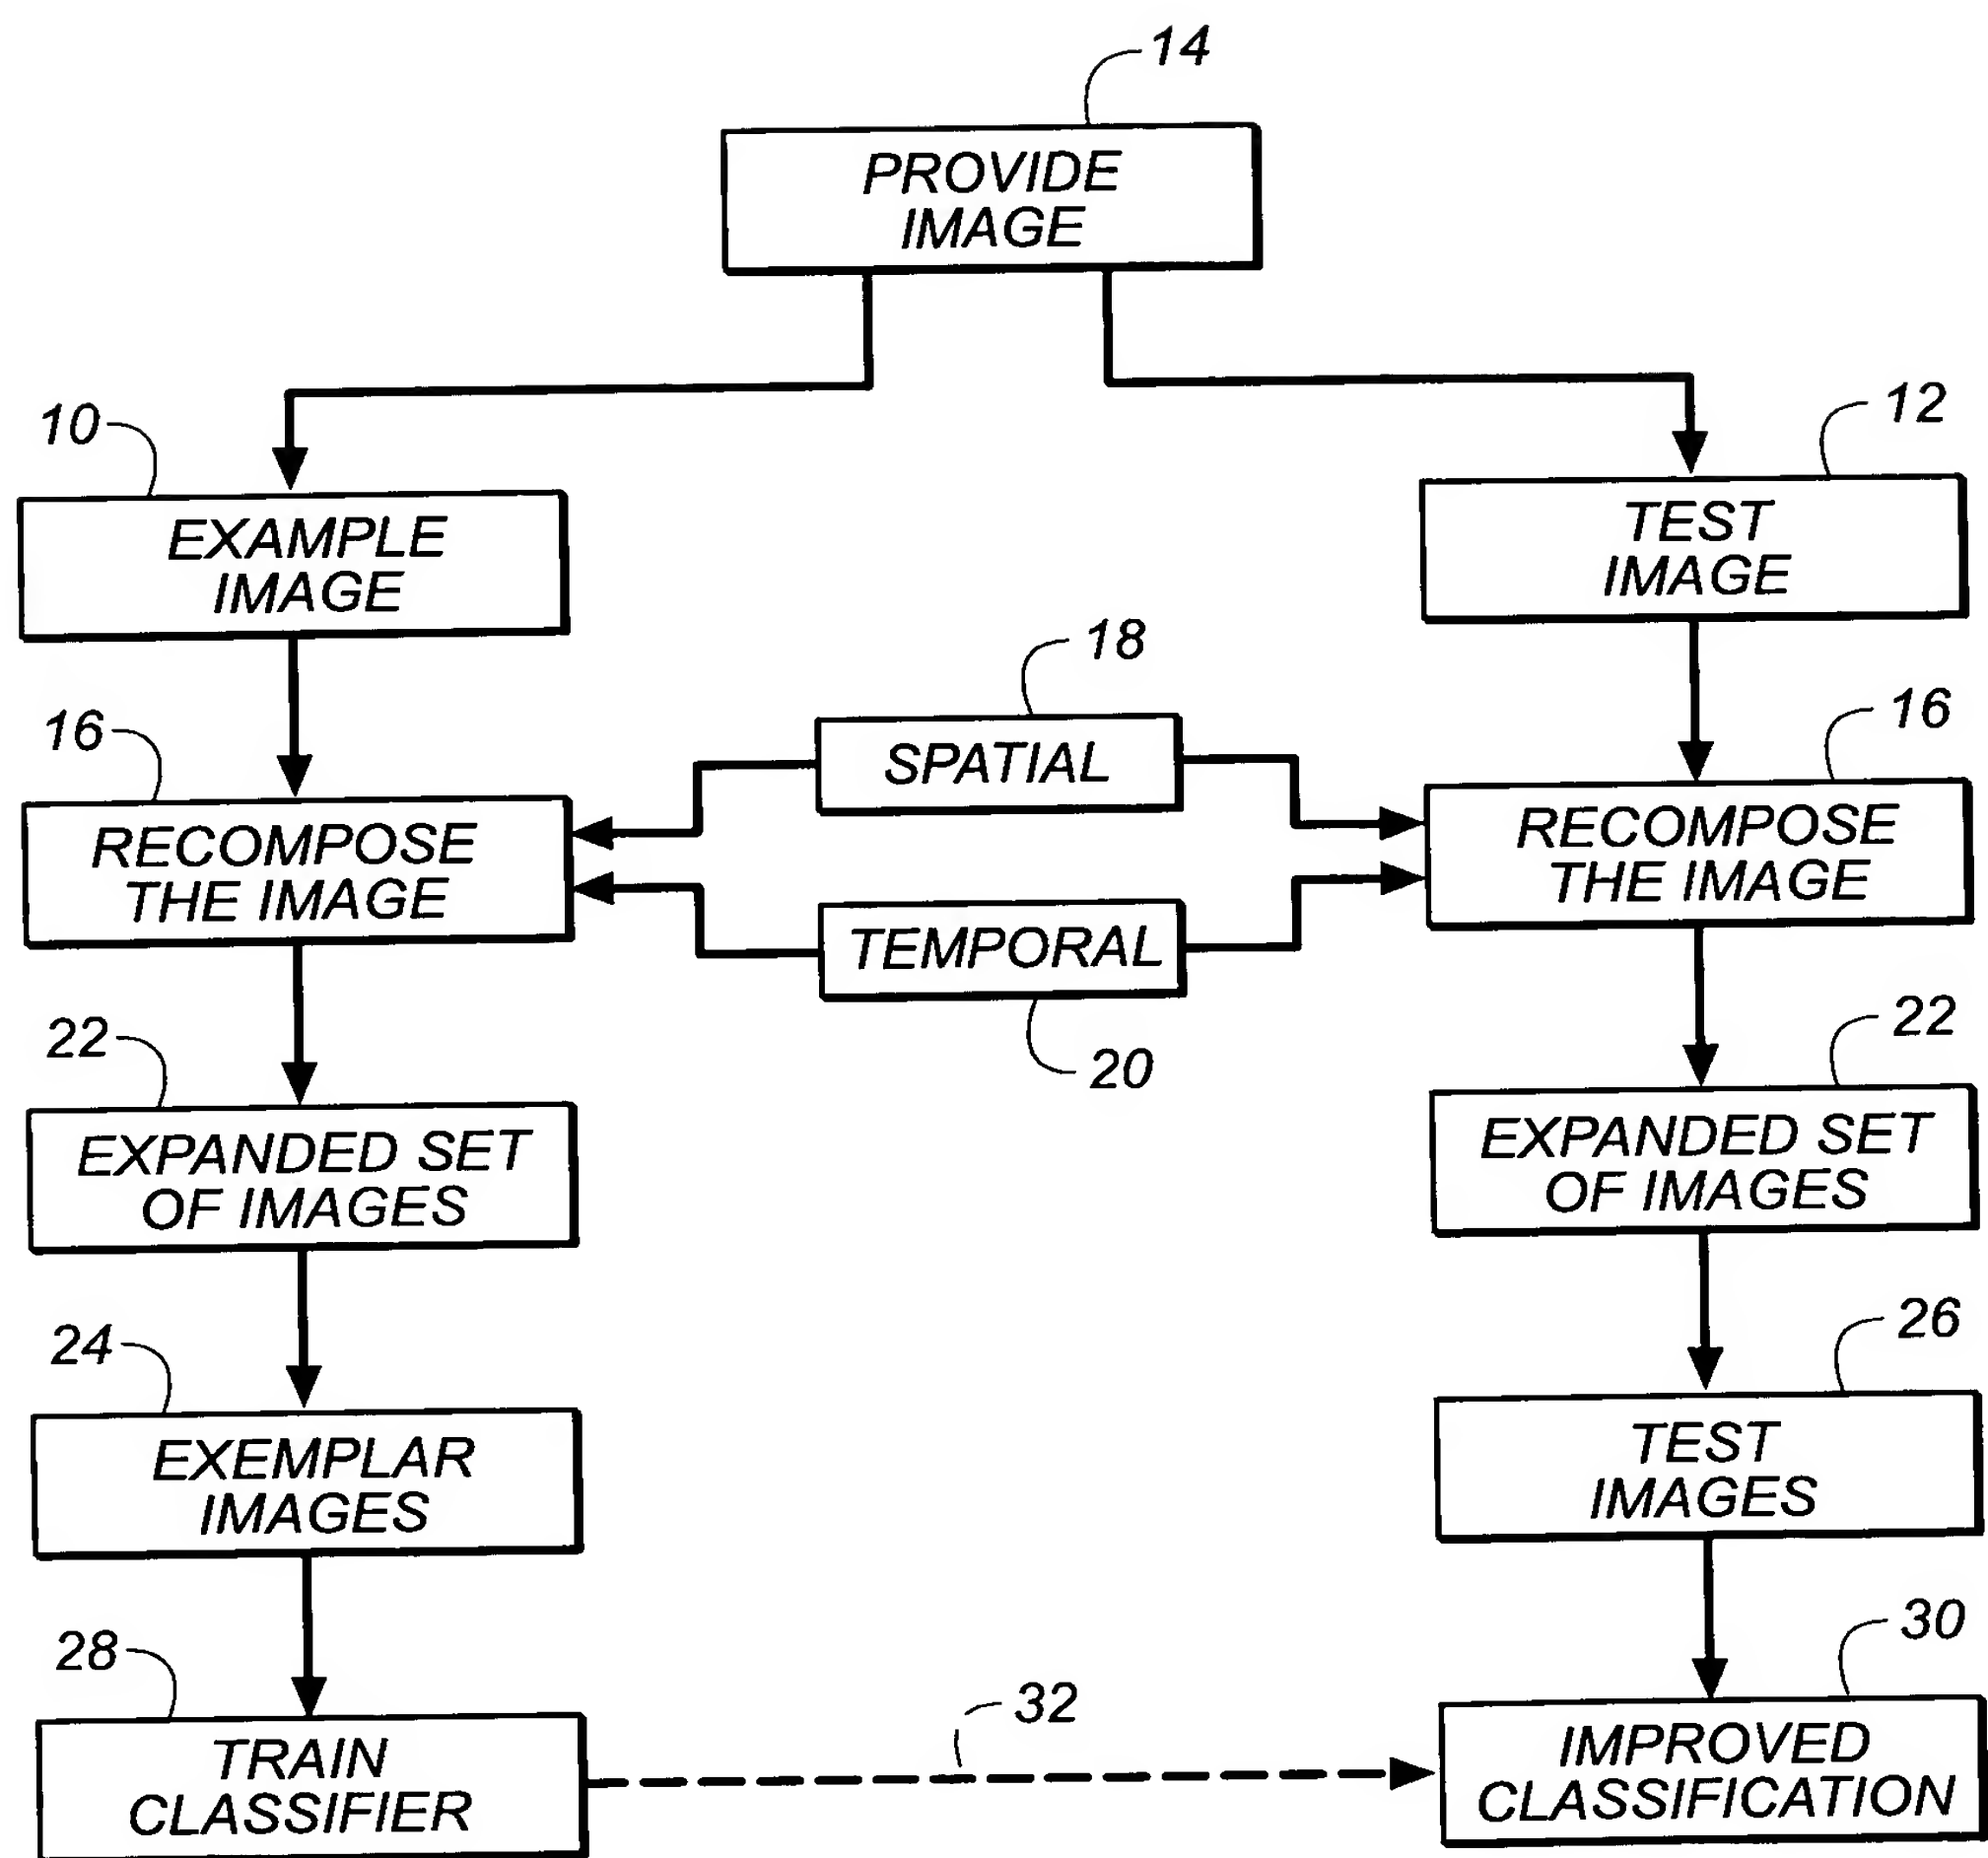 14
PROVIDE
IMAGE
10
12
EXAMPLE
IMAGE
TEST
IMAGE
18
16
16
SPATIAL
RECOMPOSE
THE IMAGE
RECOMPOSE
THE IMAGE
TEMPORAL
20
22
22
EXPANDED SET
OF IMAGES
EXPANDED SET
OF IMAGES
24
26
EXEMPLAR
IMAGES
TEST
IMAGES
28
32
30
TRAIN
CLASSIFIER
IMPROVED
CLASSIFICATION